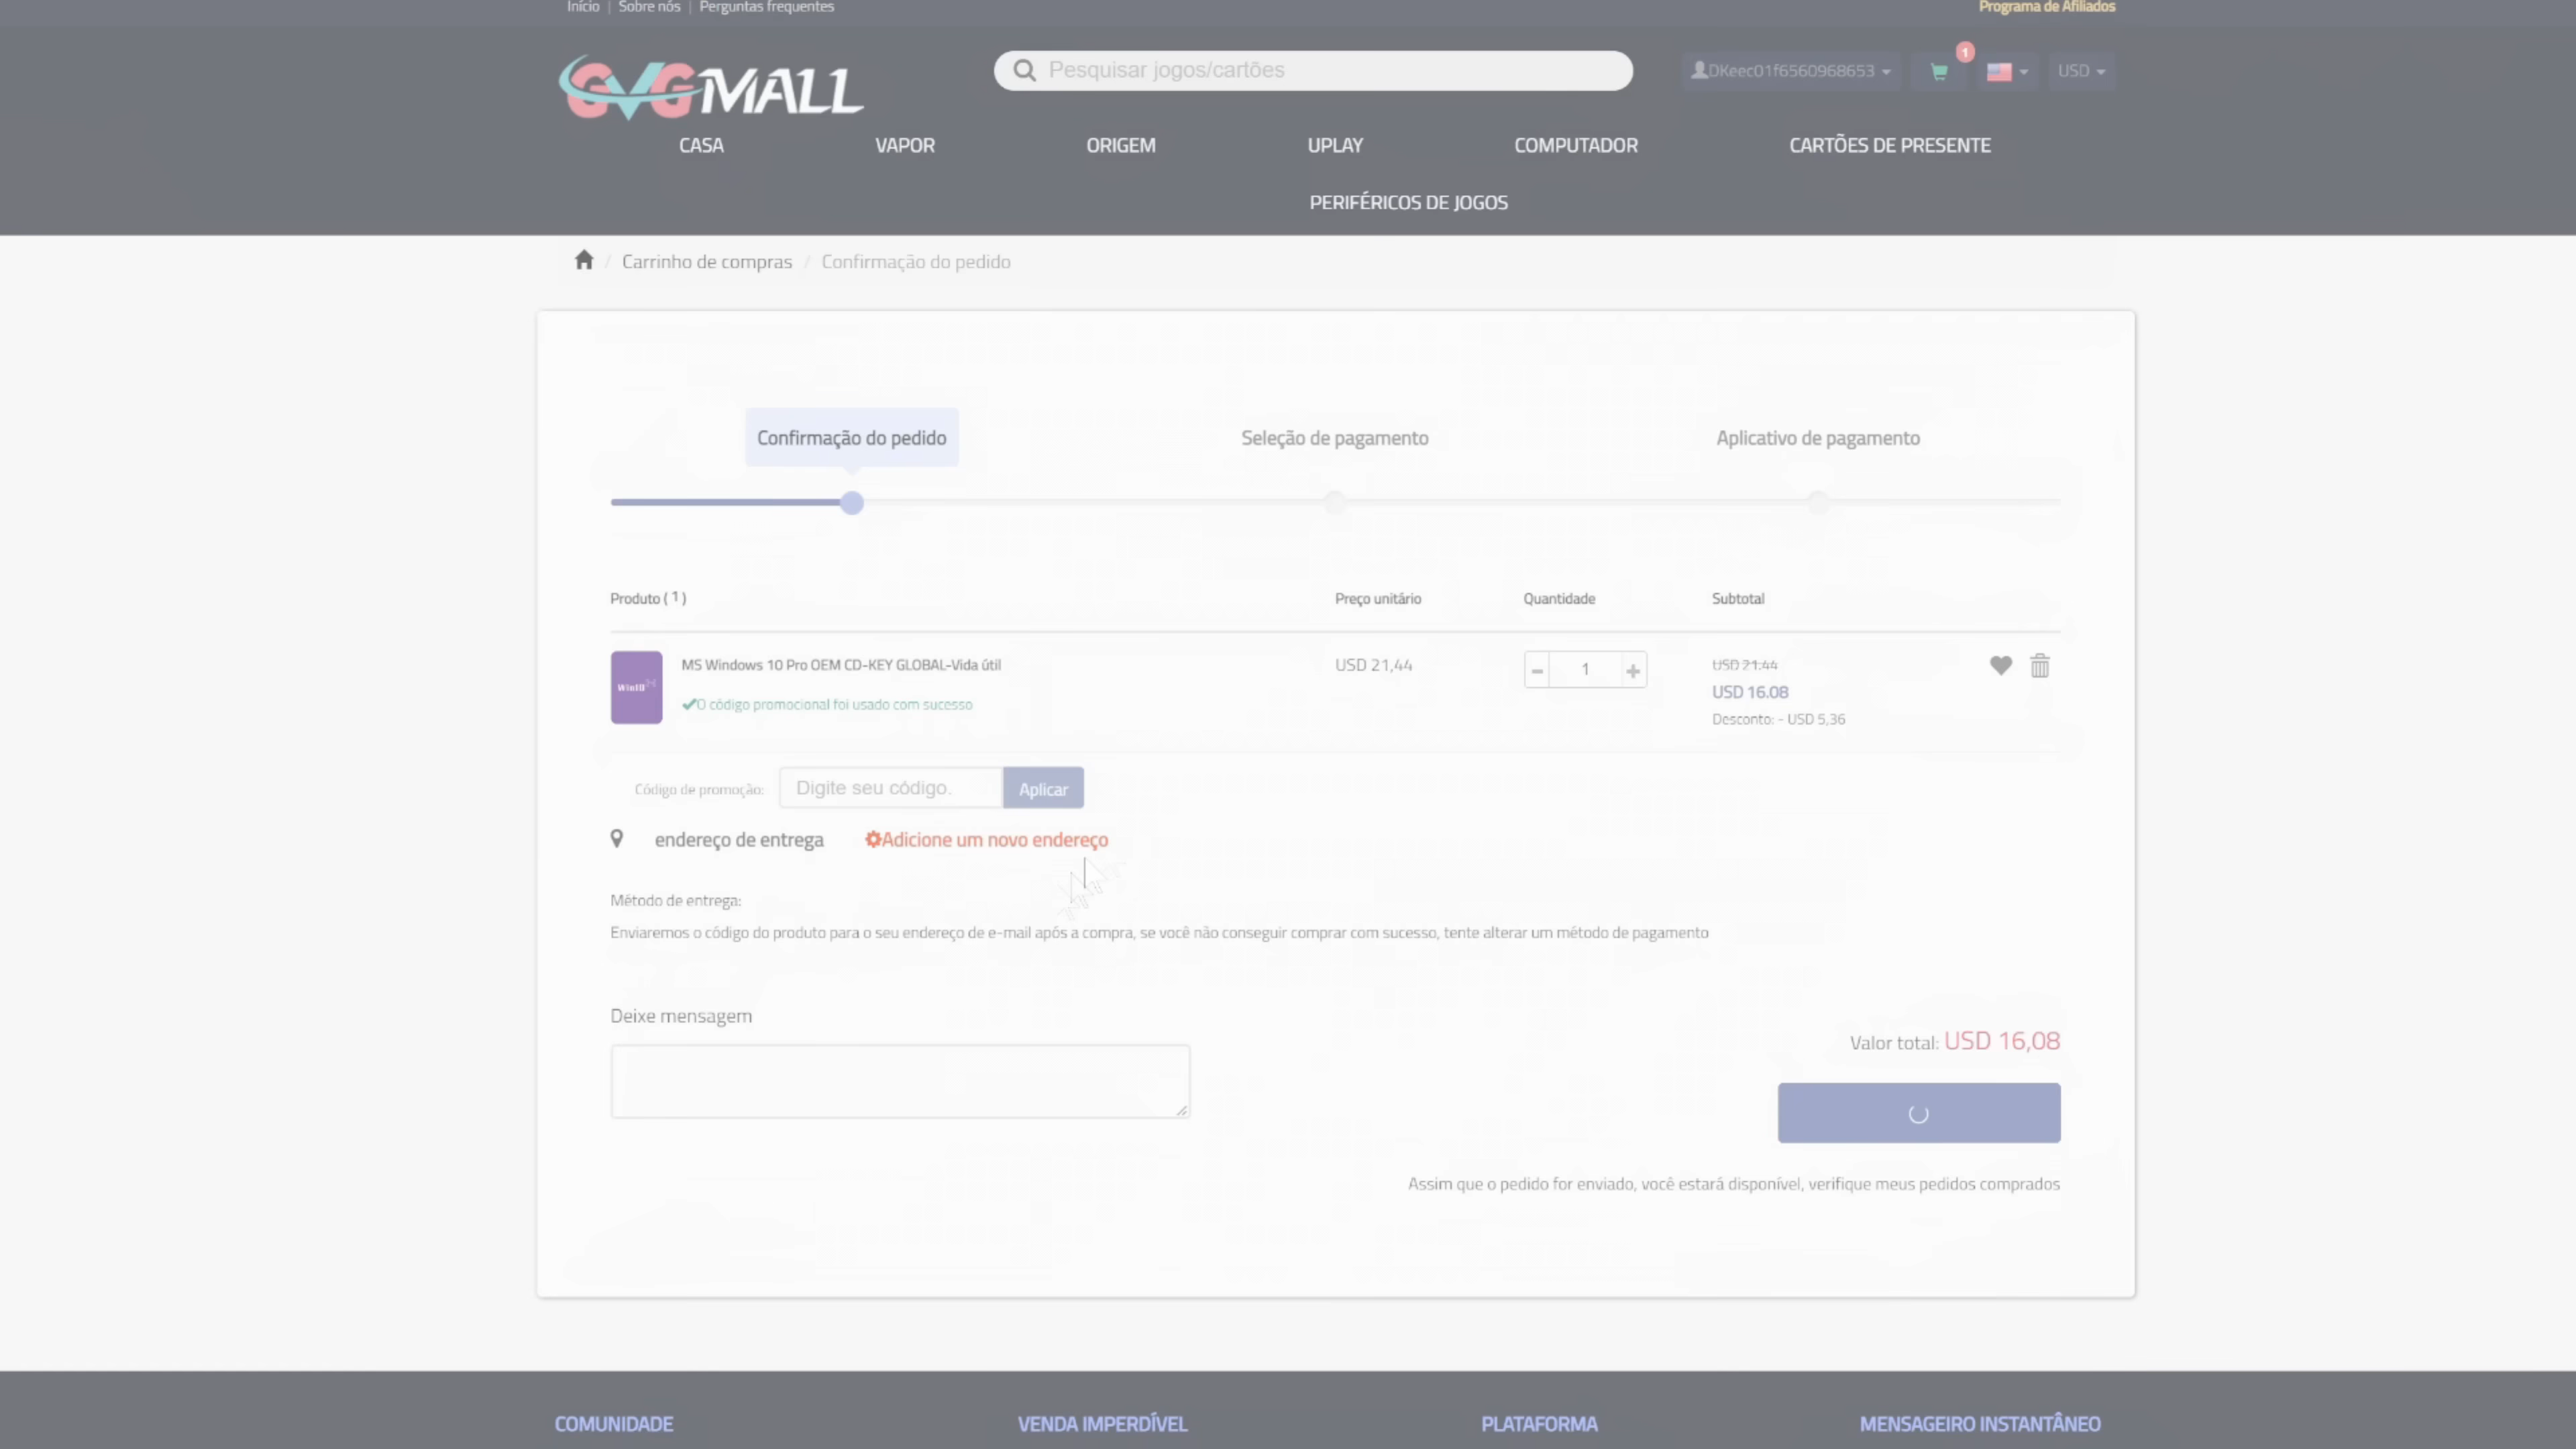 Início | Sobre nós | Perguntas frequentes
Programa de Afiliados
GVGMALL
Pesquisar jogos/cartões
DKeec01f6560968653
1
USD
CASA
VAPOR
ORIGEM
UPLAY
COMPUTADOR
CARTÕES DE PRESENTE
PERIFÉRICOS DE JOGOS
/ Carrinho de compras / Confirmação do pedido
Confirmação do pedido
Seleção de pagamento
Aplicativo de pagamento
Produto ( 1 )
Preço unitário
Quantidade
Subtotal
Win10
MS Windows 10 Pro OEM CD-KEY GLOBAL-Vida útil
USD 21,44
- 1 +
USD 21.44
USD 16.08
O código promocional foi usado com sucesso
Desconto: - USD 5,36
Código de promoção:
Digite seu código.
Aplicar
endereço de entrega
Adicione um novo endereço
Método de entrega:
Enviaremos o código do produto para o seu endereço de e-mail após a compra, se você não conseguir comprar com sucesso, tente alterar um método de pagamento
Deixe mensagem
Valor total: USD 16,08
Assim que o pedido for enviado, você estará disponível, verifique meus pedidos comprados
COMUNIDADE
VENDA IMPERDÍVEL
PLATAFORMA
MENSAGEIRO INSTANTÂNEO